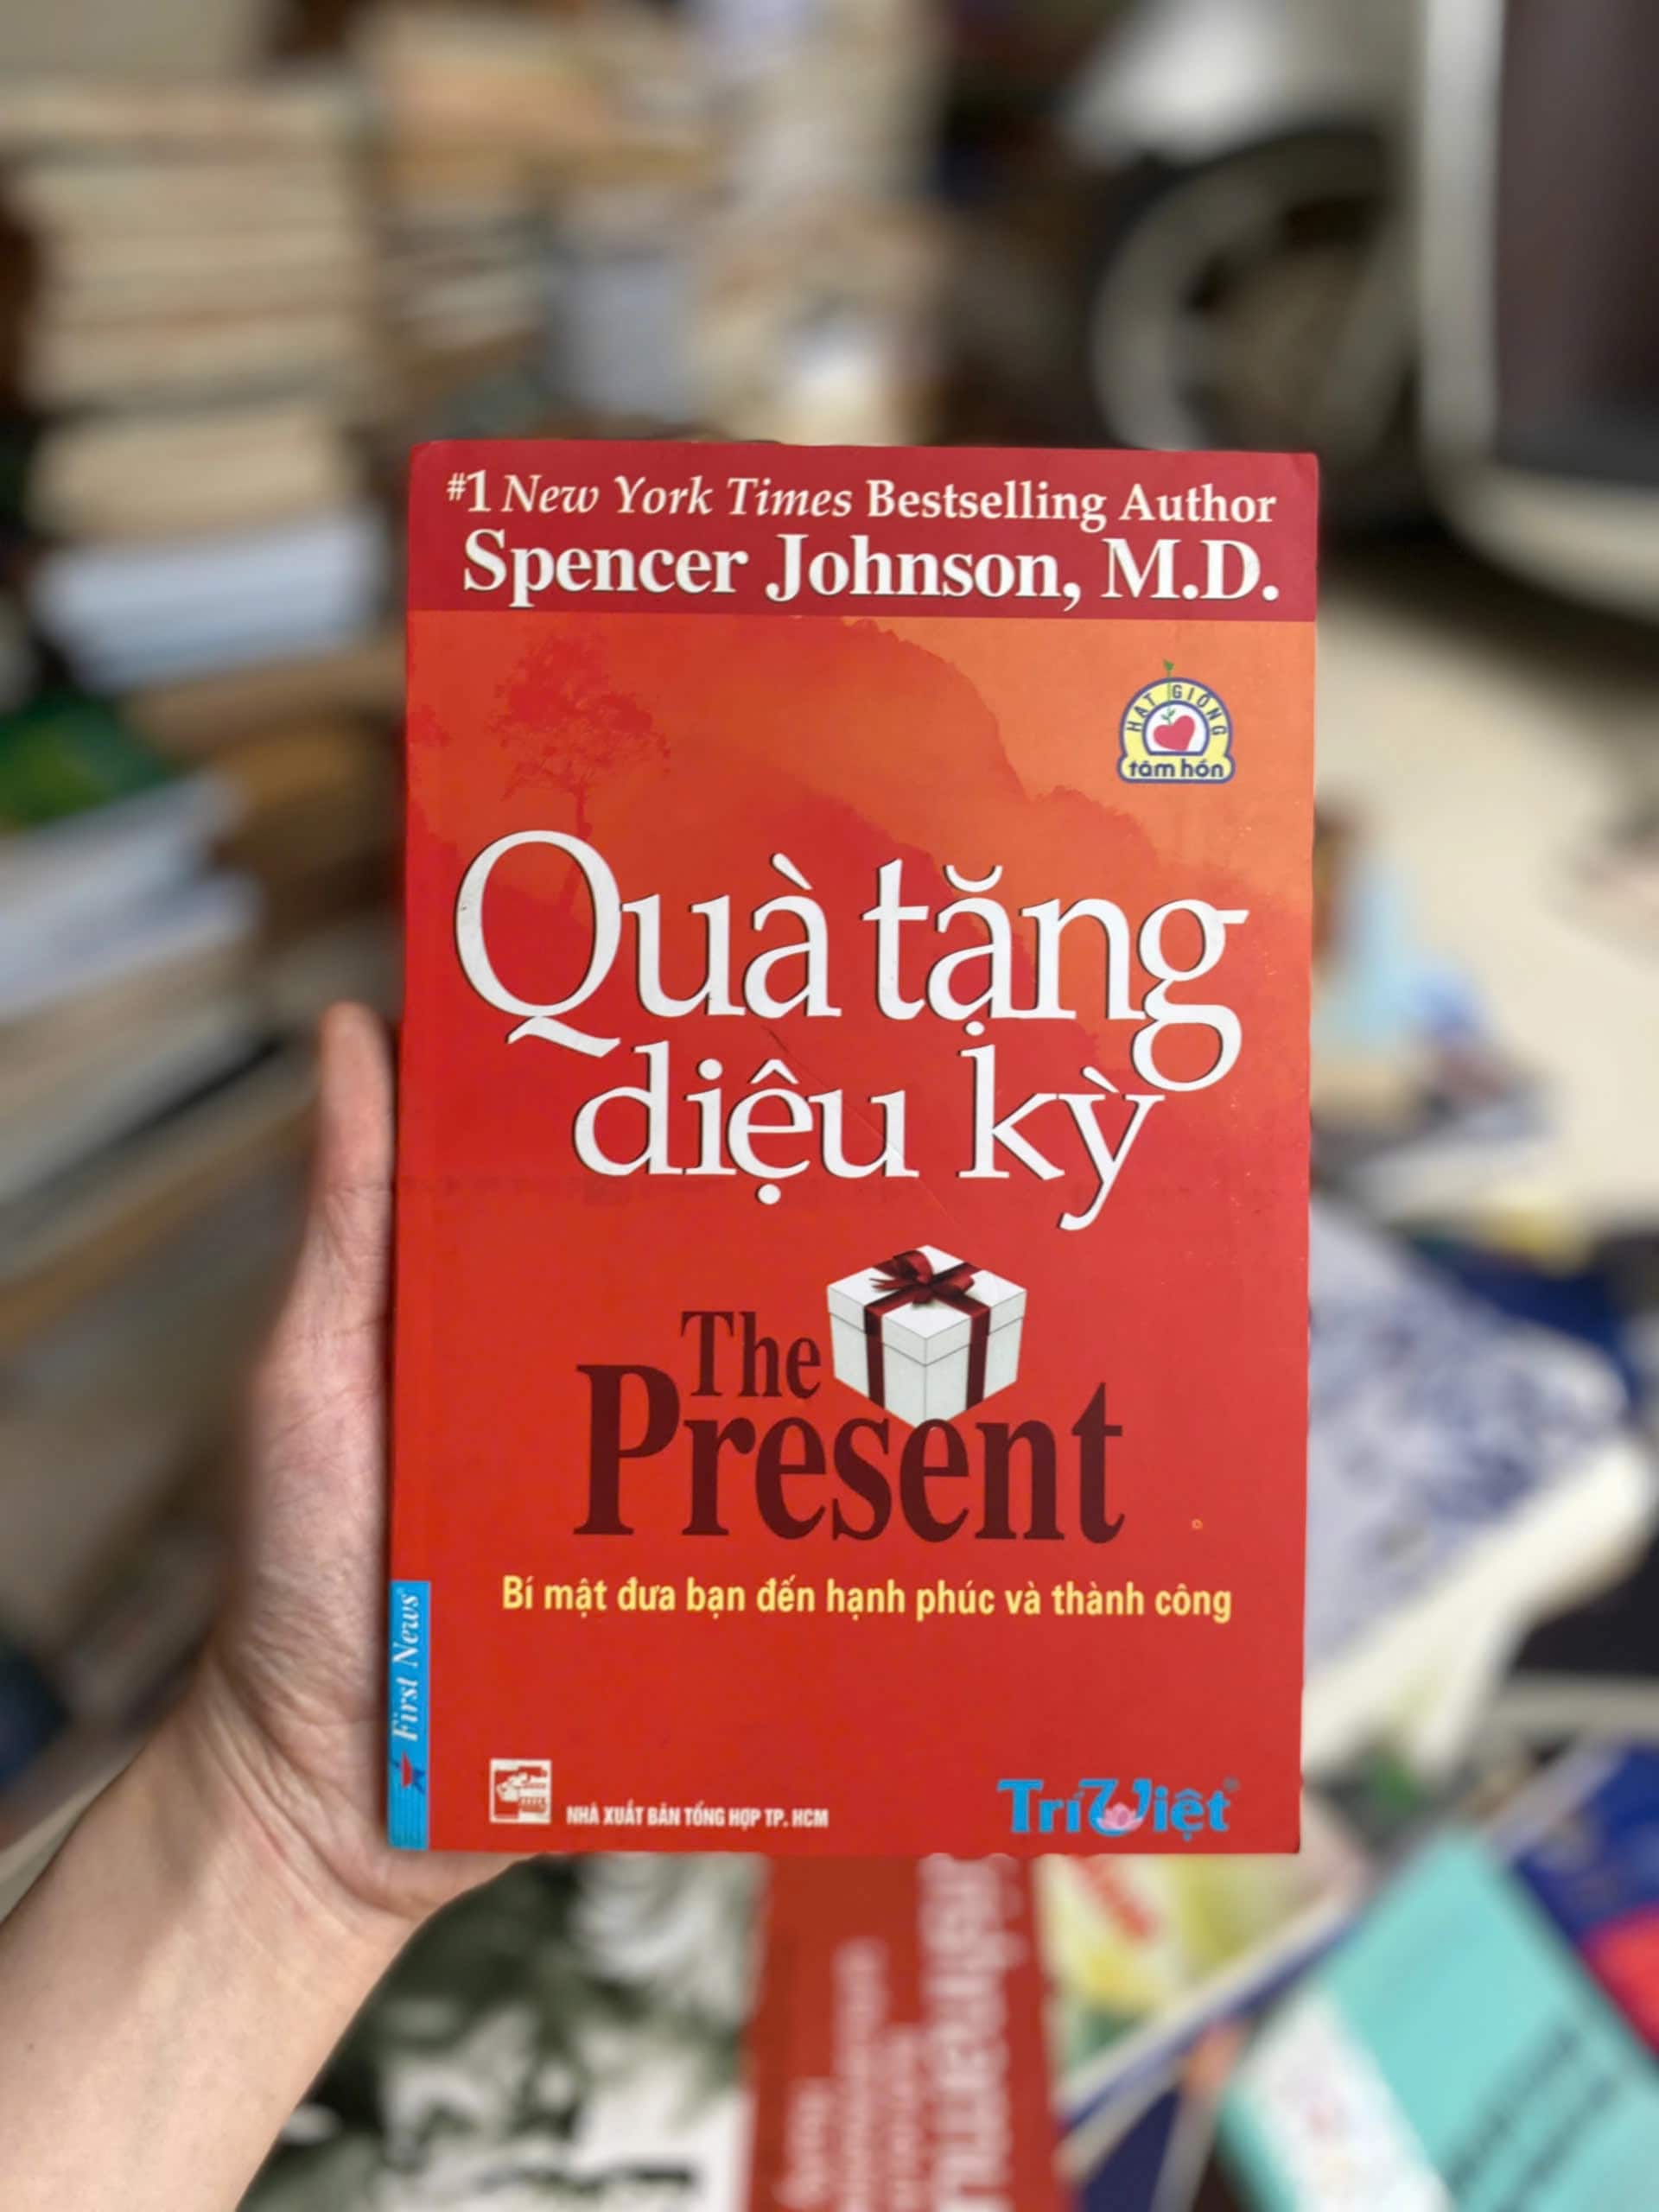 #1 New York Times Bestselling Author
Spencer Johnson, M.D.
HẠT GIỐNG
tâm hồn
Quà tặng
diệu kỳ
The
Present
Bí mật đưa bạn đến hạnh phúc và thành công
First News
NHÀ XUẤT BẢN TỔNG HỢP TP. HCM
TríViệt